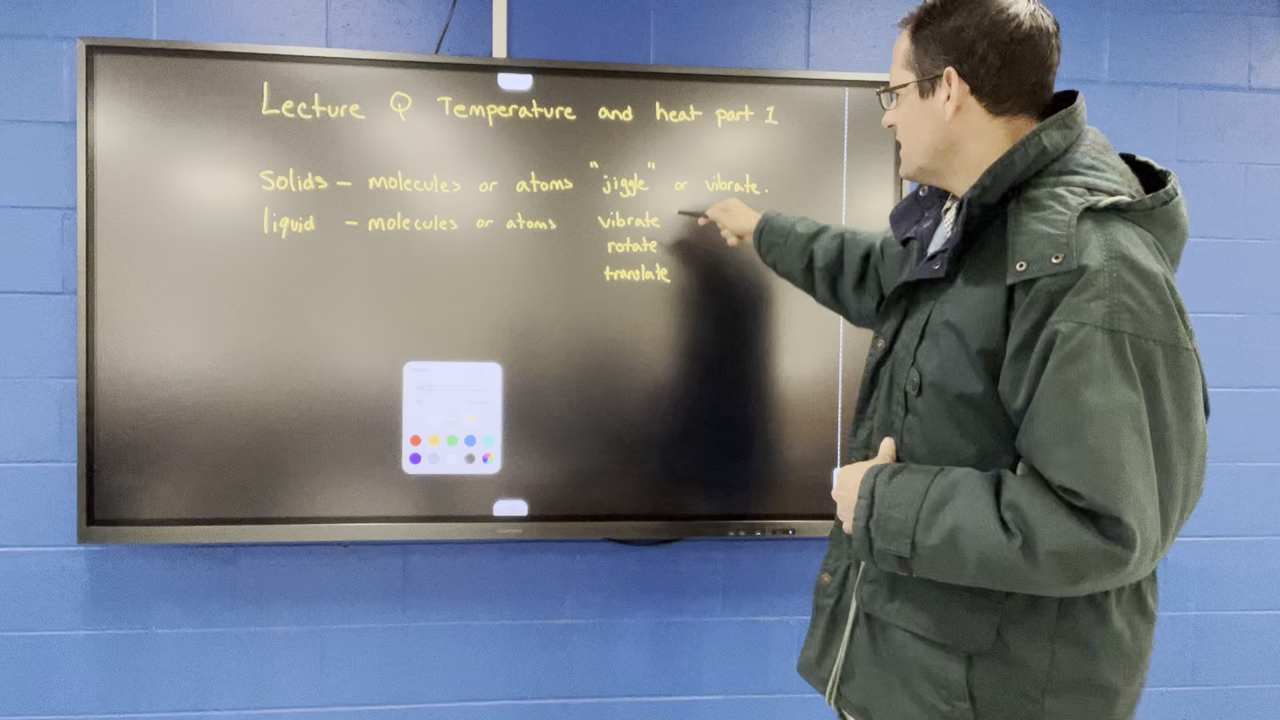 Lecture Q Temperature and heat part 1
Solids - molecules or atoms "jiggle" or vibrate.
liquid - molecules or atoms vibrate
rotate
translate